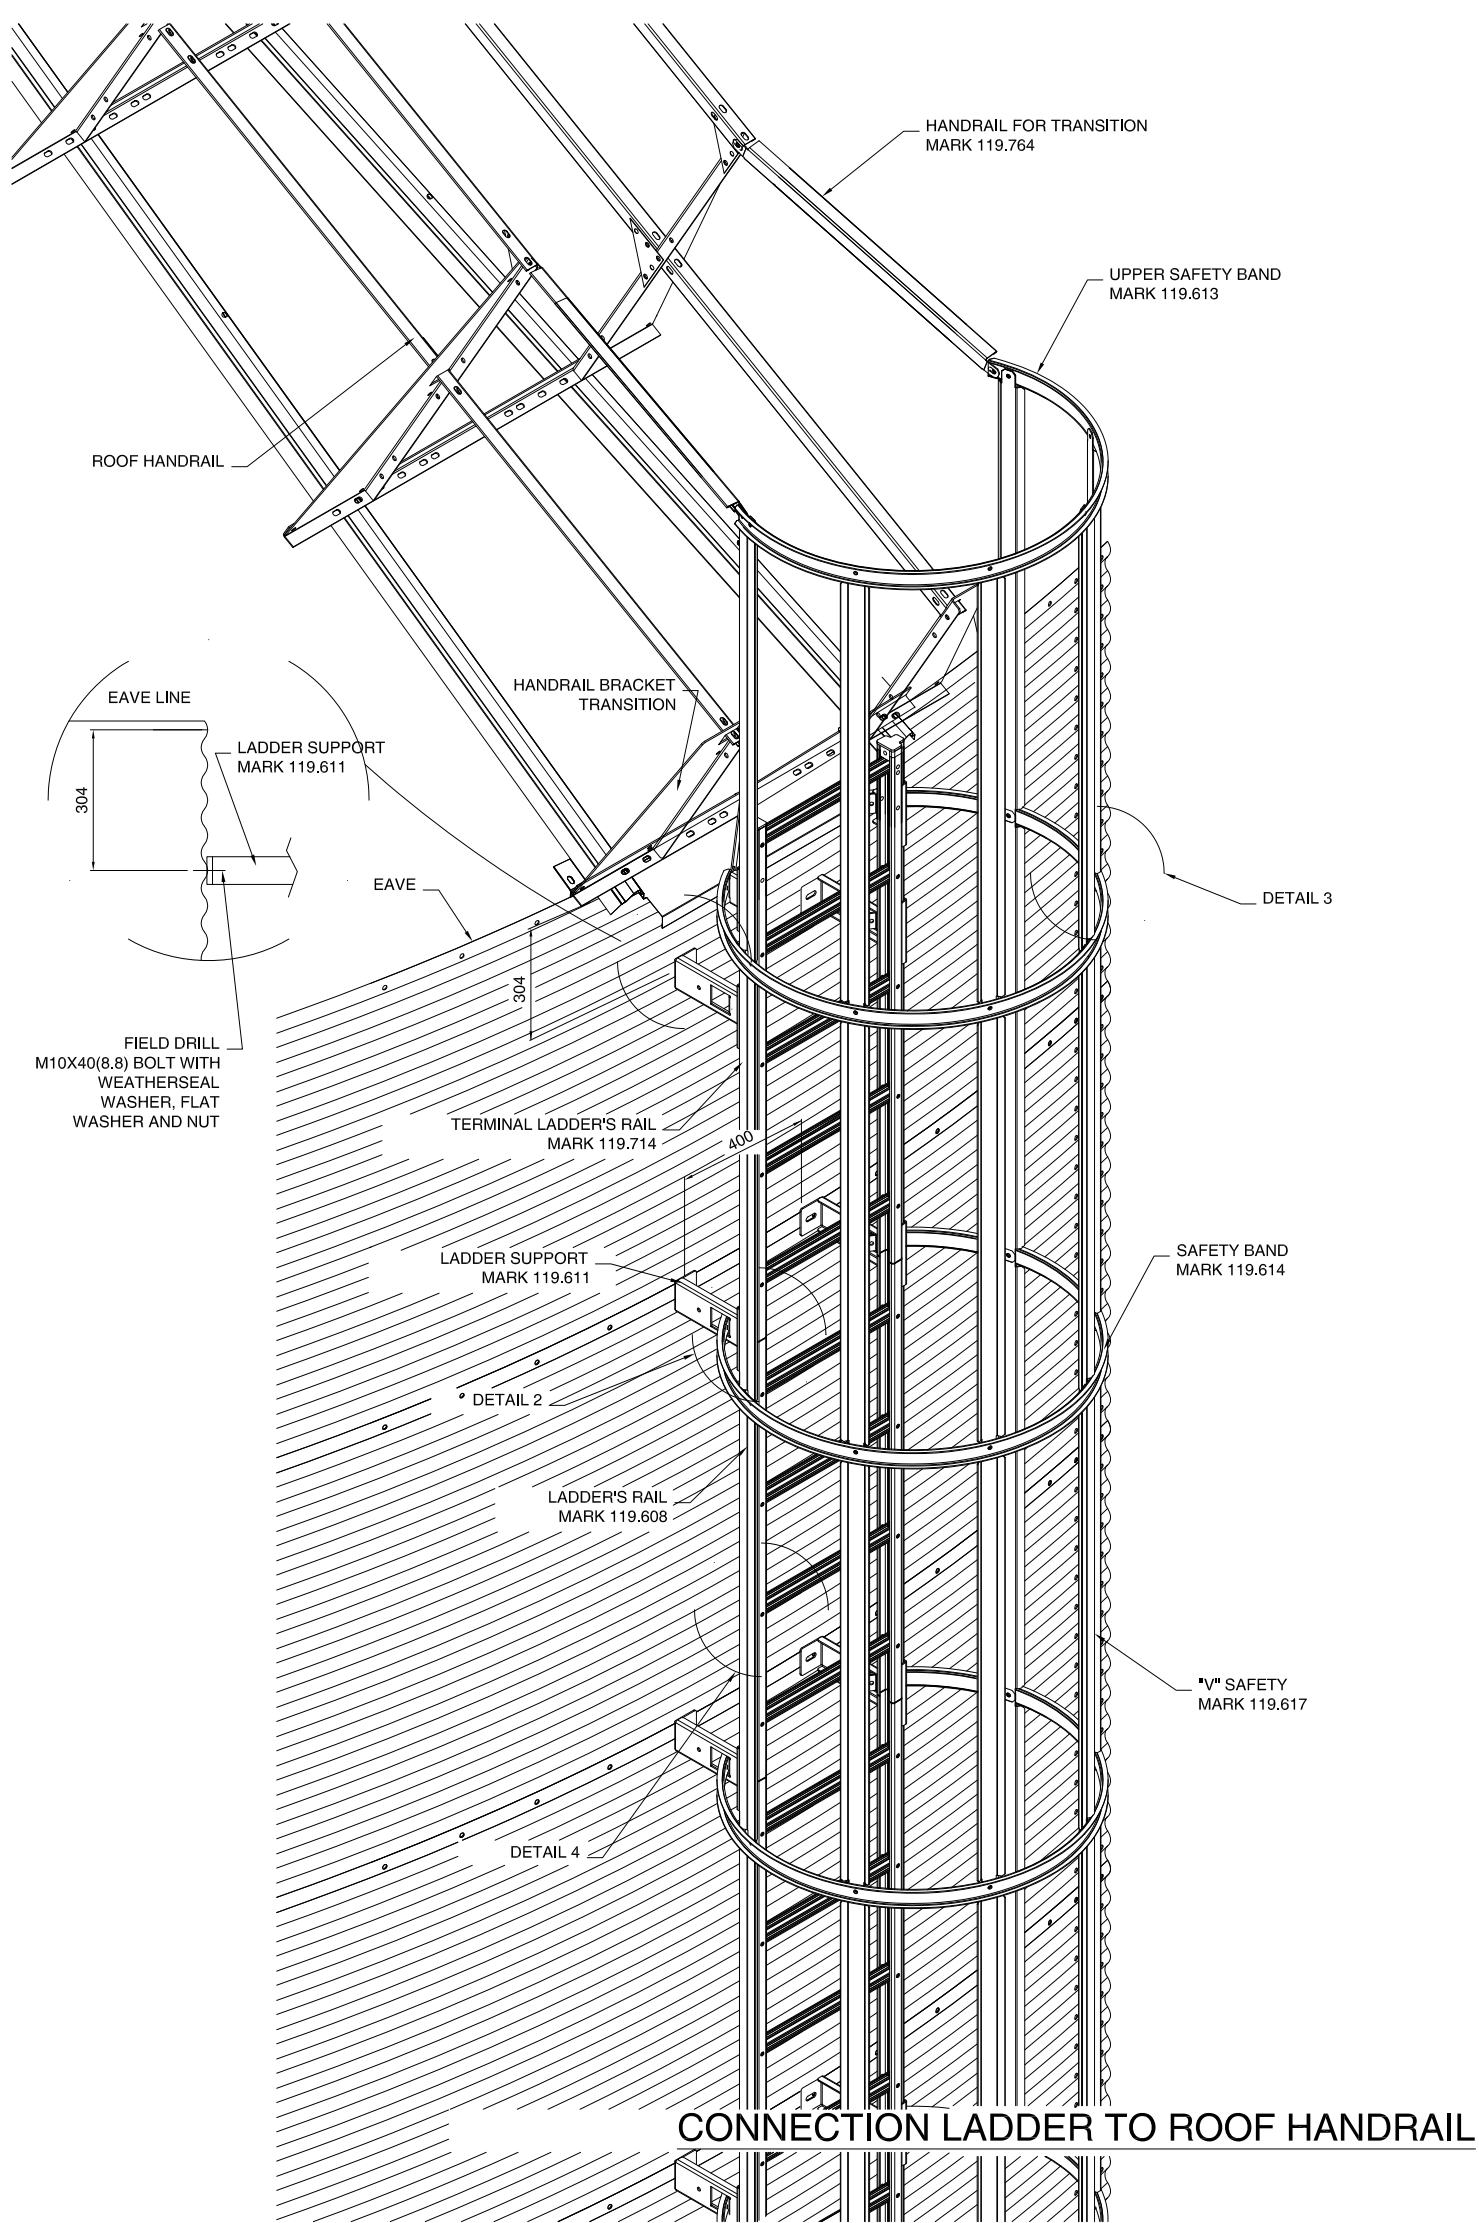 HANDRAIL FOR TRANSITION
MARK 119.764
UPPER SAFETY BAND
MARK 119.613
ROOF HANDRAIL
HANDRAIL BRACKET
TRANSITION
EAVE LINE
LADDER SUPPORT
MARK 119.611
304
EAVE
DETAIL 3
304
FIELD DRILL
M10X40(8.8) BOLT WITH
WEATHERSEAL
WASHER, FLAT
WASHER AND NUT
TERMINAL LADDER'S RAIL
MARK 119.714
400
LADDER SUPPORT
MARK 119.611
SAFETY BAND
MARK 119.614
DETAIL 2
LADDER'S RAIL
MARK 119.608
"V" SAFETY
MARK 119.617
DETAIL 4
CONNECTION LADDER TO ROOF HANDRAIL